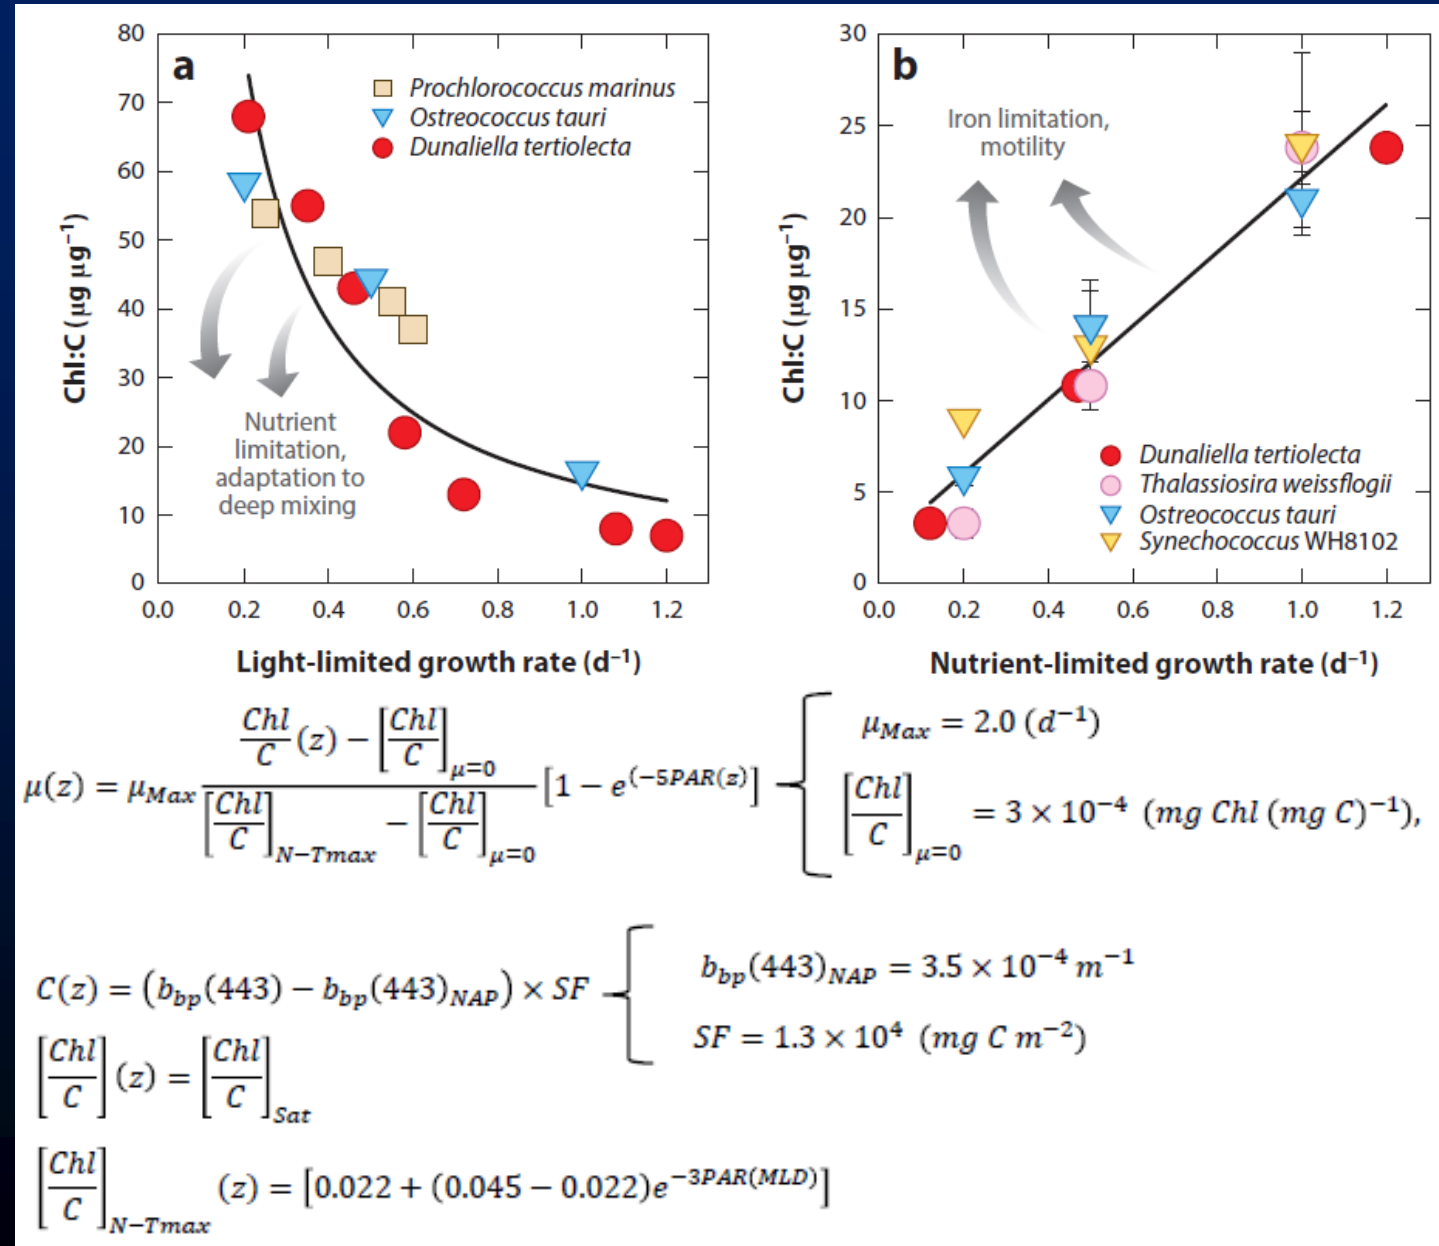 a
80
70
60
50
40
30
20
10
0
0.0 0.2 0.4 0.6 0.8 1.0 1.2
Chl:C (µg µg⁻¹)
Light-limited growth rate (d⁻¹)
Prochlorococcus marinus
Ostreococcus tauri
Dunaliella tertiolecta
Nutrient
limitation,
adaptation to
deep mixing
b
30
25
20
15
10
5
0
0.0 0.2 0.4 0.6 0.8 1.0 1.2
Chl:C (µg µg⁻¹)
Nutrient-limited growth rate (d⁻¹)
Iron limitation,
motility
Dunaliella tertiolecta
Thalassiosira weissflogii
Ostreococcus tauri
Synechococcus WH8102
μ(z) = μ_Max (Chl/C (z) − [Chl/C]_μ=0) / ([Chl/C]_N−Tmax − [Chl/C]_μ=0) [1 − e^(−5PAR(z)]
μ_Max = 2.0 (d⁻¹)
[Chl/C]_μ=0 = 3 × 10⁻⁴ (mg Chl (mg C)⁻¹),
C(z) = (b_bp(443) − b_bp(443)_NAP) × SF
b_bp(443)_NAP = 3.5 × 10⁻⁴ m⁻¹
SF = 1.3 × 10⁴ (mg C m⁻²)
[Chl/C] (z) = [Chl/C]_Sat
[Chl/C]_N−Tmax (z) = [0.022 + (0.045 − 0.022)e^−3PAR(MLD)]